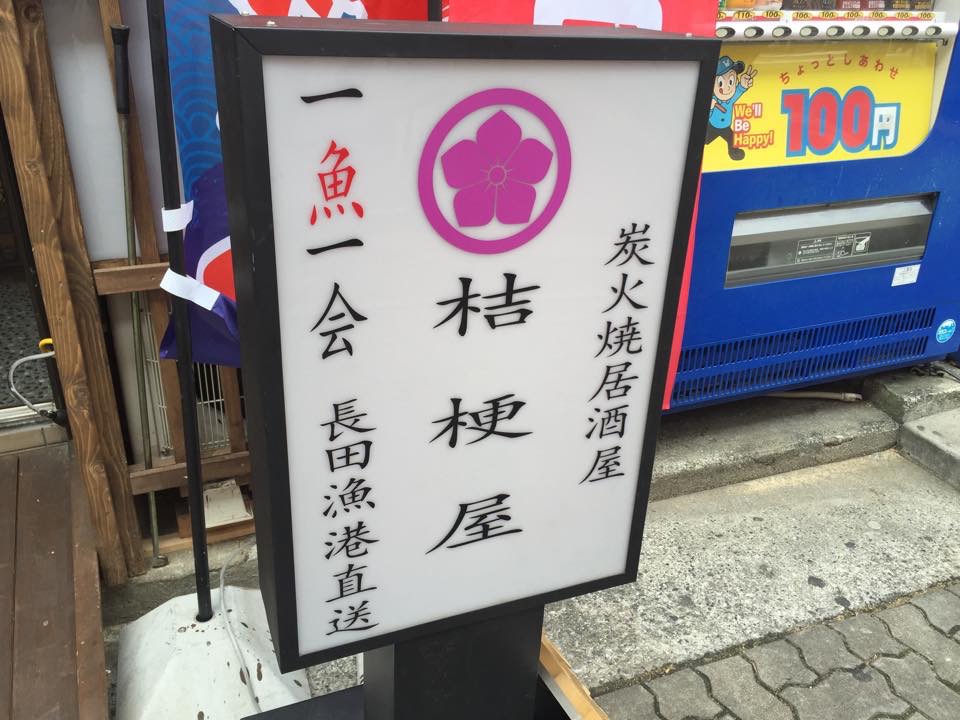 炭火焼居酒屋
桔梗屋
一魚一会 長田漁港直送
ちょっとしあわせ
We'll
Be
Happy!
100円